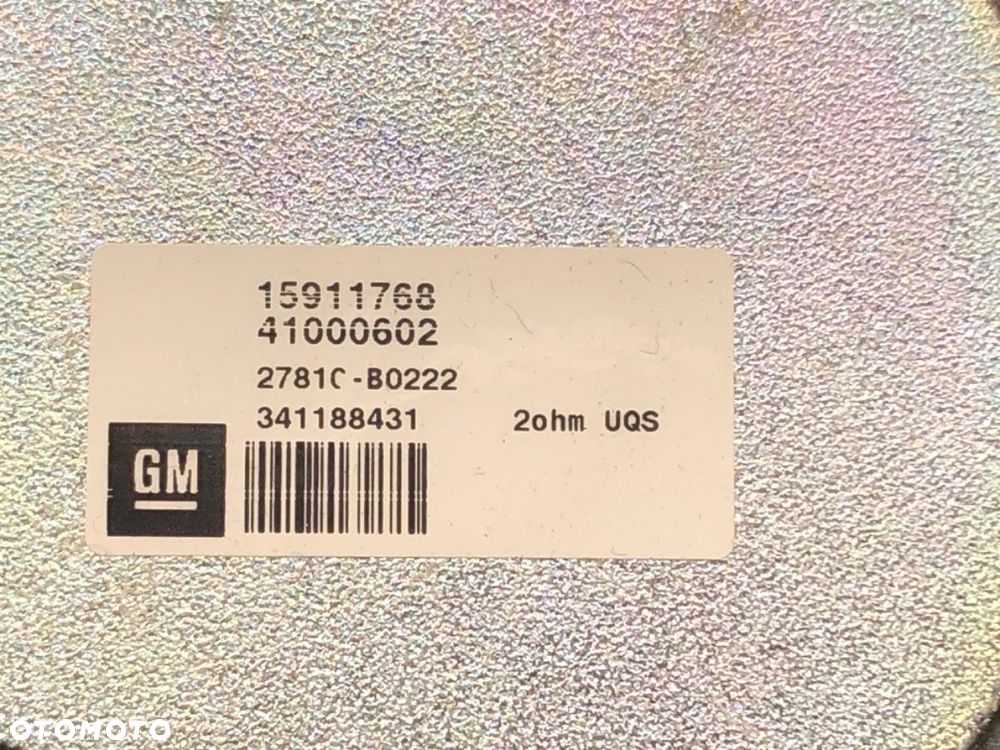 15911768
41000602
2781C-B0222
341188431 2ohm UQS
GM
OTOMOTO